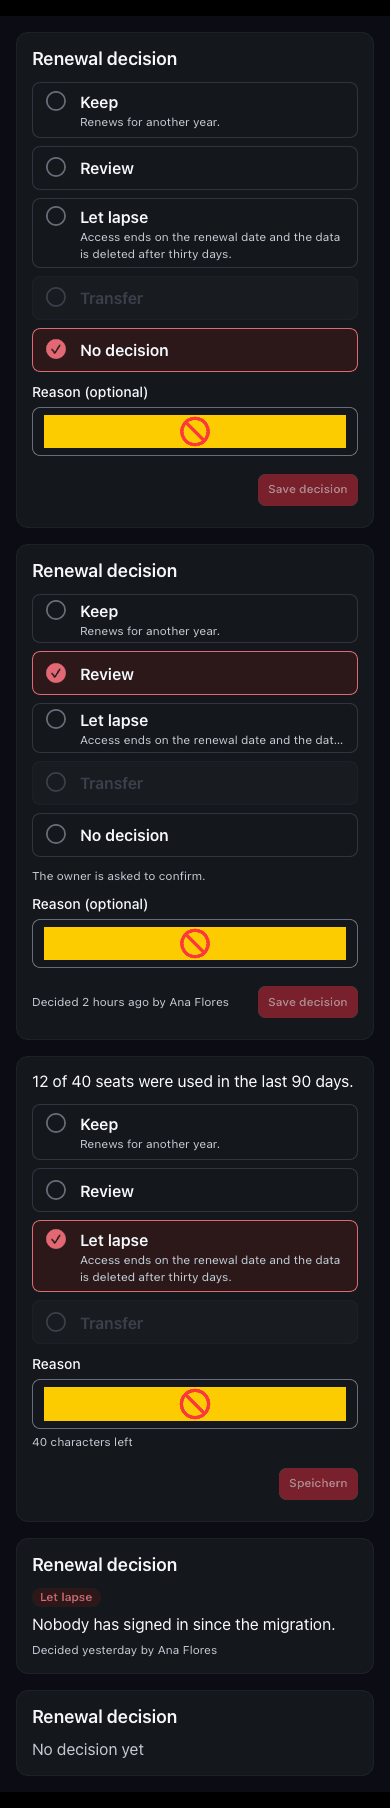 Renewal decision
Keep
Renews for another year.
Review
Let lapse
Access ends on the renewal date and the data
is deleted after thirty days.
Transfer
No decision
Reason (optional)
Save decision
Renewal decision
Keep
Renews for another year.
Review
Let lapse
Access ends on the renewal date and the dat...
Transfer
No decision
The owner is asked to confirm.
Reason (optional)
Decided 2 hours ago by Ana Flores
Save decision
12 of 40 seats were used in the last 90 days.
Keep
Renews for another year.
Review
Let lapse
Access ends on the renewal date and the data
is deleted after thirty days.
Transfer
Reason
40 characters left
Speichern
Renewal decision
Let lapse
Nobody has signed in since the migration.
Decided yesterday by Ana Flores
Renewal decision
No decision yet